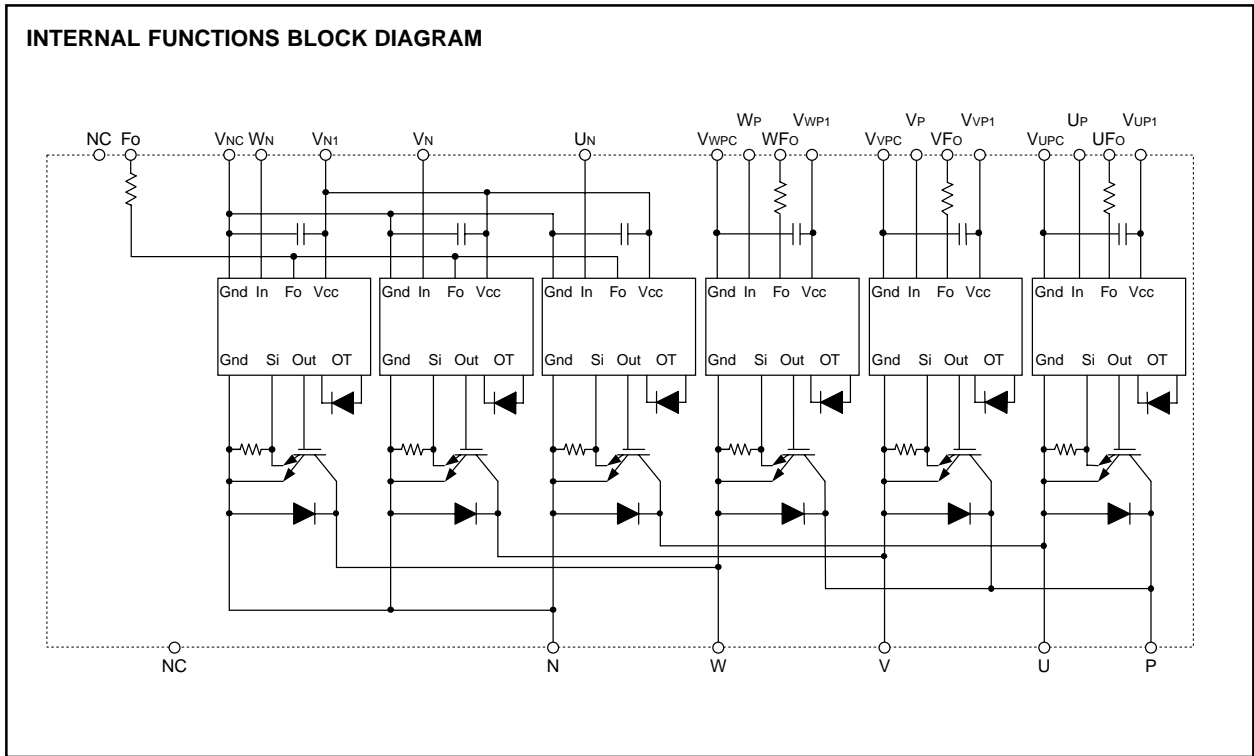 INTERNAL FUNCTIONS BLOCK DIAGRAM
WP VWP1 VP VVP1 UP VUP1
NC FO VNC WN VN1 VN UN VWPC WFO VVPC VFO VUPC UFO
Gnd In Fo Vcc Gnd In Fo Vcc Gnd In Fo Vcc Gnd In Fo Vcc Gnd In Fo Vcc Gnd In Fo Vcc
Gnd Si Out OT Gnd Si Out OT Gnd Si Out OT Gnd Si Out OT Gnd Si Out OT Gnd Si Out OT
NC N W V U P